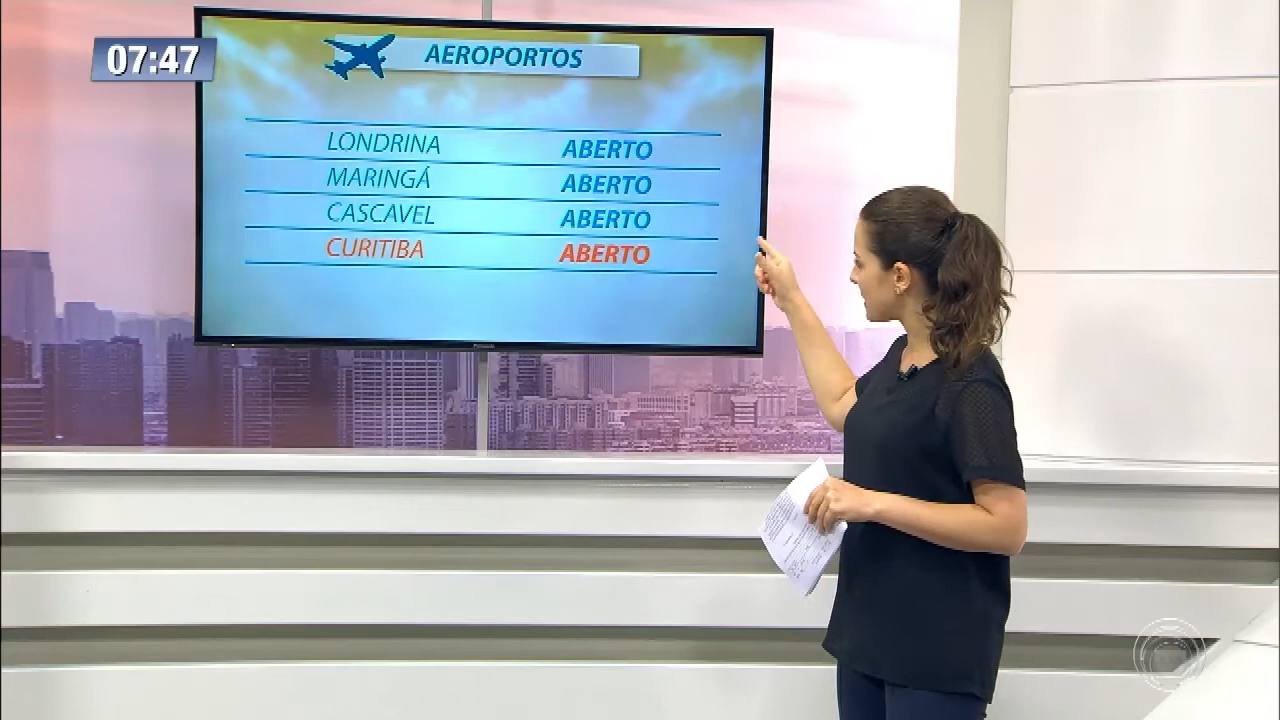 07:47
AEROPORTOS
LONDRINA ABERTO
MARINGÁ ABERTO
CASCAVEL ABERTO
CURITIBA ABERTO